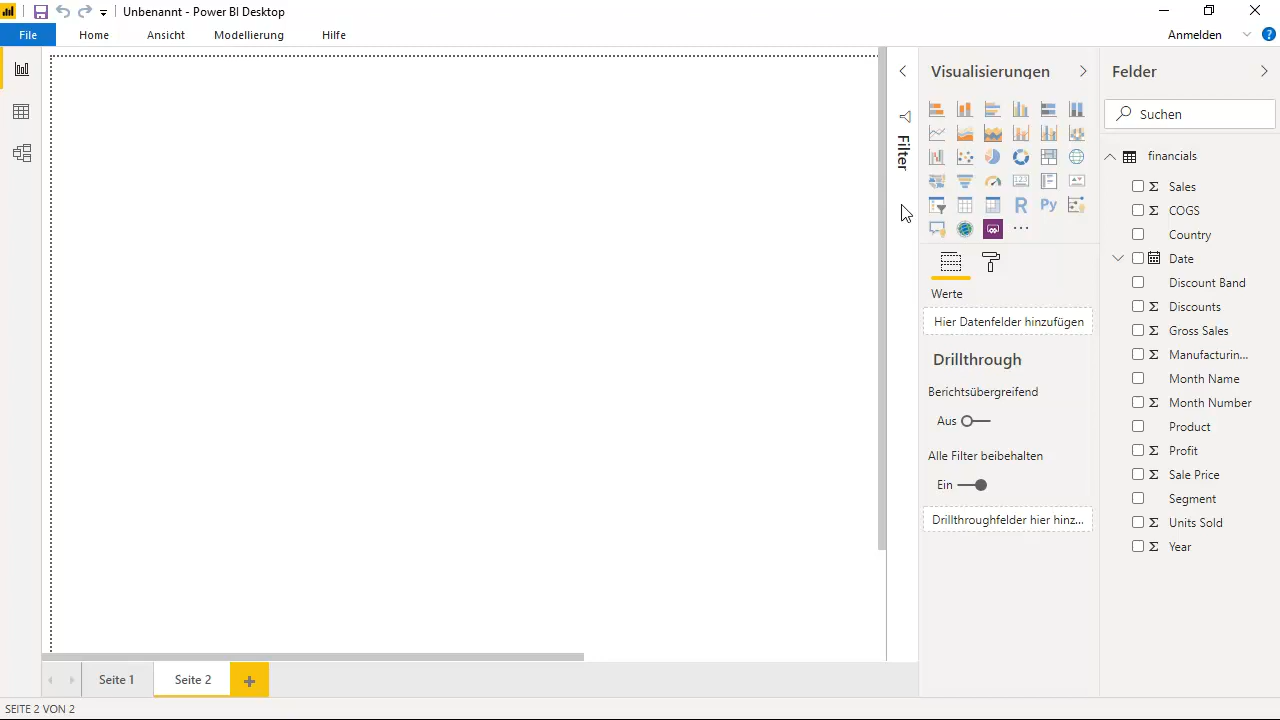 Unbenannt - Power BI Desktop
File
Home
Ansicht
Modellierung
Hilfe
Anmelden
Filter
Visualisierungen
R
Py
Werte
Hier Datenfelder hinzufügen
Drillthrough
Berichtsübergreifend
Aus
Alle Filter beibehalten
Ein
Drillthroughfelder hier hinz...
Felder
Suchen
financials
Σ Sales
Σ COGS
Country
Date
Discount Band
Σ Discounts
Σ Gross Sales
Σ Manufacturin...
Month Name
Σ Month Number
Product
Σ Profit
Σ Sale Price
Segment
Σ Units Sold
Σ Year
Seite 1
Seite 2
SEITE 2 VON 2